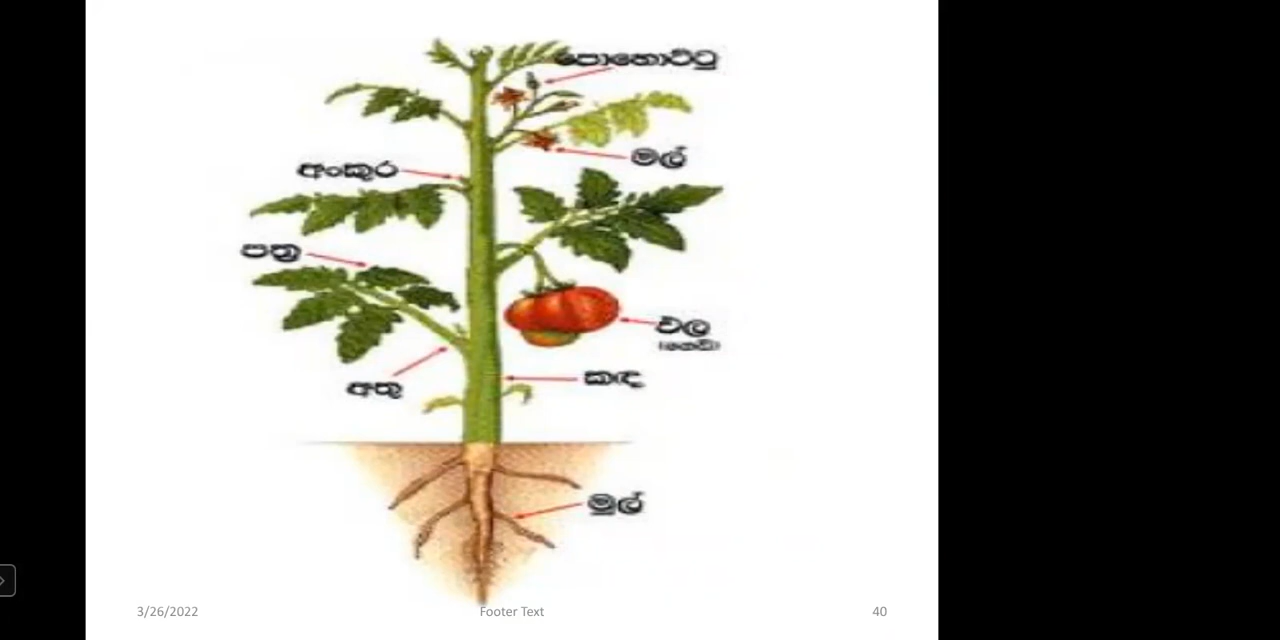 පොහොට්ටු
මල්
අංකුර
පත්‍ර
ඵල
(ගෙඩි)
අතු
කඳ
මුල්
3/26/2022
Footer Text
40